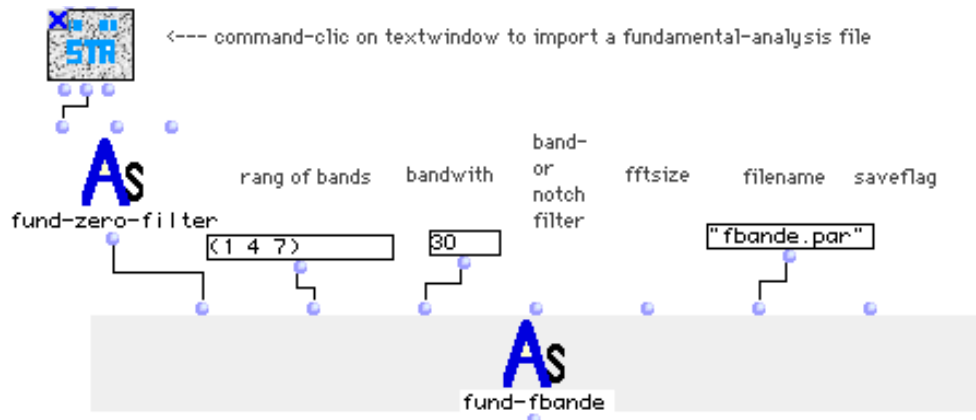 STR
<--- command-clic on textwindow to import a fundamental-analysis file
As
fund-zero-filter
rang of bands
bandwith
band-
or
notch
filter
fftsize
filename
saveflag
(1 4 7)
30
"fbande.par"
As
fund-fbande